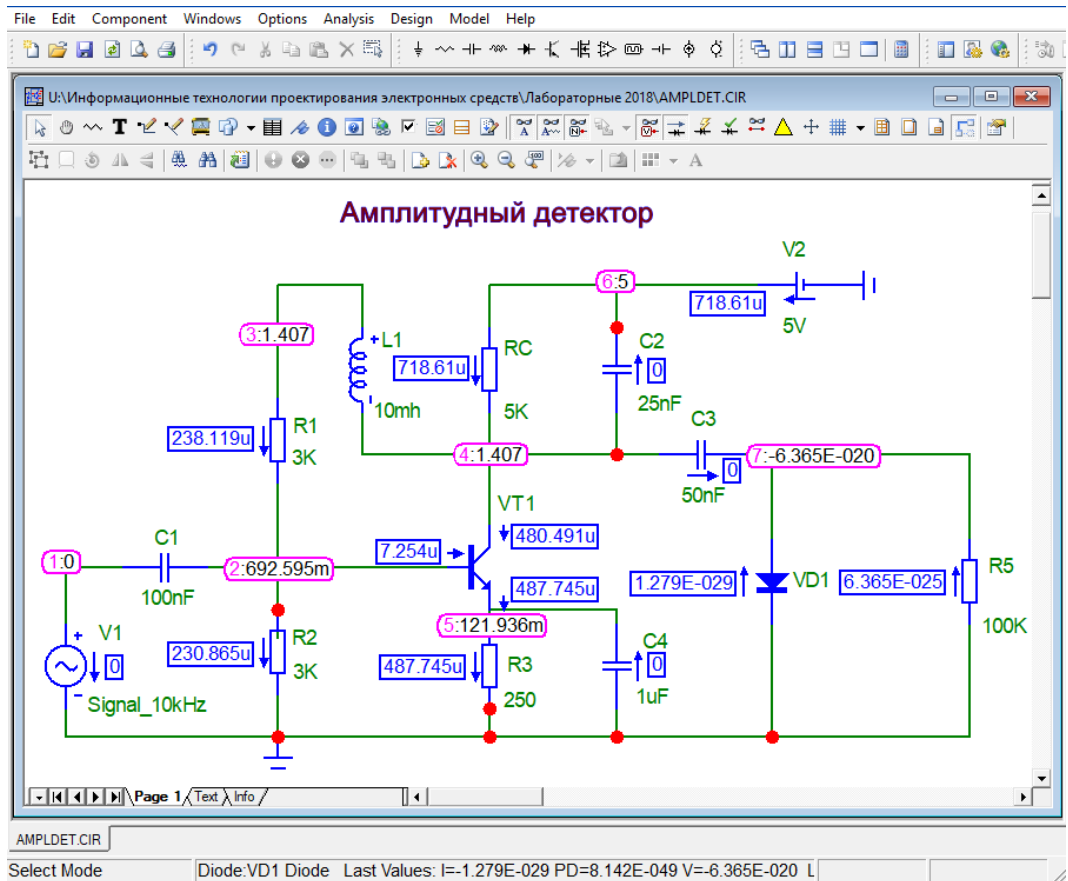 File Edit Component Windows Options Analysis Design Model Help
U:\Информационные технологии проектирования электронных средств\Лабораторные 2018\AMPLDET.CIR
Амплитудный детектор
V2
6:5
718.61u
5V
3:1.407
+L1
718.61u
RC
C2
0
10mh
5K
25nF
R1
238.119u
3K
C3
4:1.407
0
7:-6.365E-020
50nF
VT1
C1
480.491u
7.254u
1:0
2:692.595m
100nF
R5
487.745u
1.279E-029
VD1
6.365E-025
5:121.936m
100K
+
V1
R2
C4
0
230.865u
487.745u
R3
0
3K
250
1uF
Signal_10kHz
Page 1 Text Info
AMPLDET.CIR
Select Mode Diode:VD1 Diode Last Values: I=-1.279E-029 PD=8.142E-049 V=-6.365E-020 L